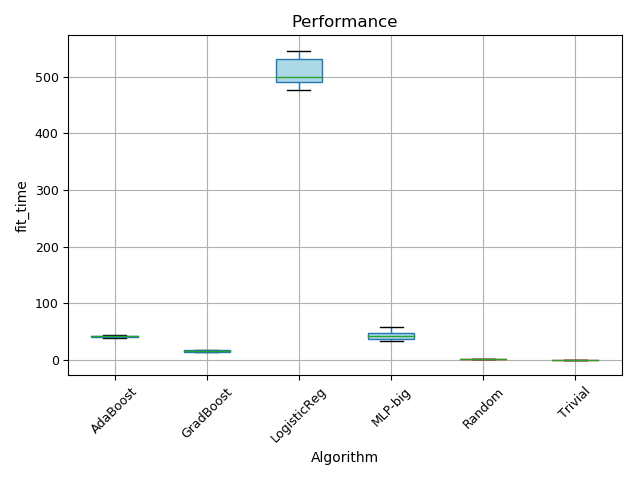 Performance
fit_time
500
400
300
200
100
0
AdaBoost
GradBoost
LogisticReg
MLP-big
Random
Trivial
Algorithm